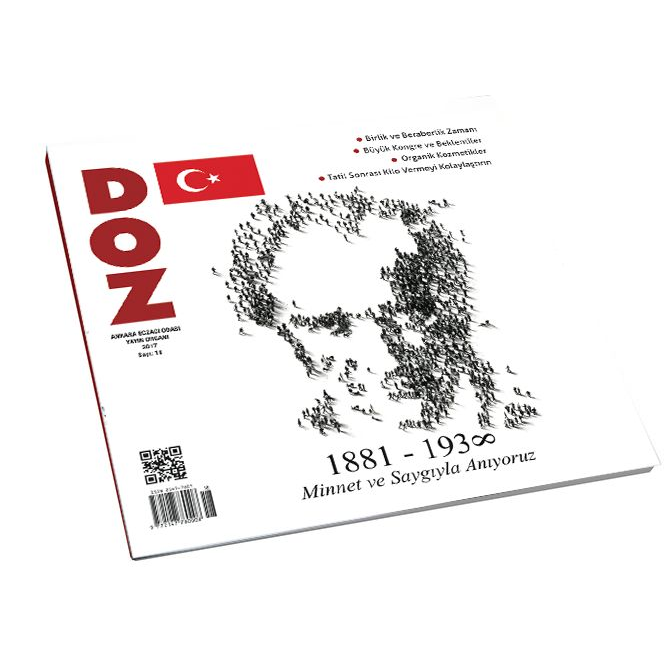 DOZ
ANKARA ECZACI ODASI
YAYIN ORGANI
2017
Sayı: 18
Birlik ve Beraberlik Zamanı
Büyük Kongre ve Beklentiler
Organik Kozmetikler
Tatil Sonrası Kilo Vermeyi Kolaylaştırın
1881 - 193∞
Minnet ve Saygıyla Anıyoruz